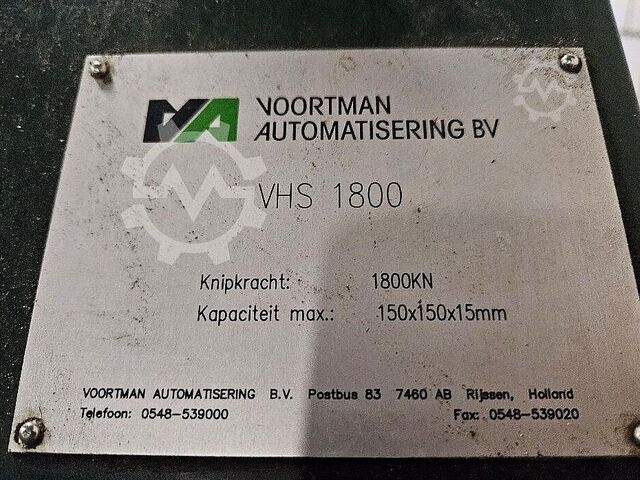 VOORTMAN
AUTOMATISERING BV
VHS 1800
Knipkracht: 1800KN
Kapaciteit max.: 150x150x15mm
VOORTMAN AUTOMATISERING B.V. Postbus 83 7460 AB Rijssen, Holland
Telefoon: 0548-539000 Fax: 0548-539020